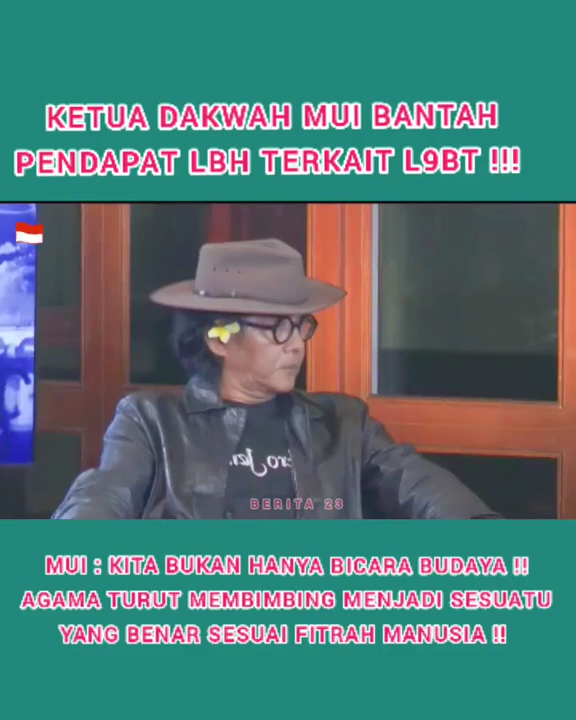 KETUA DAKWAH MUI BANTAH
PENDAPAT LBH TERKAIT L9BT !!!
BERITA 23
MUI : KITA BUKAN HANYA BICARA BUDAYA !!
AGAMA TURUT MEMBIMBING MENJADI SESUATU
YANG BENAR SESUAI FITRAH MANUSIA !!